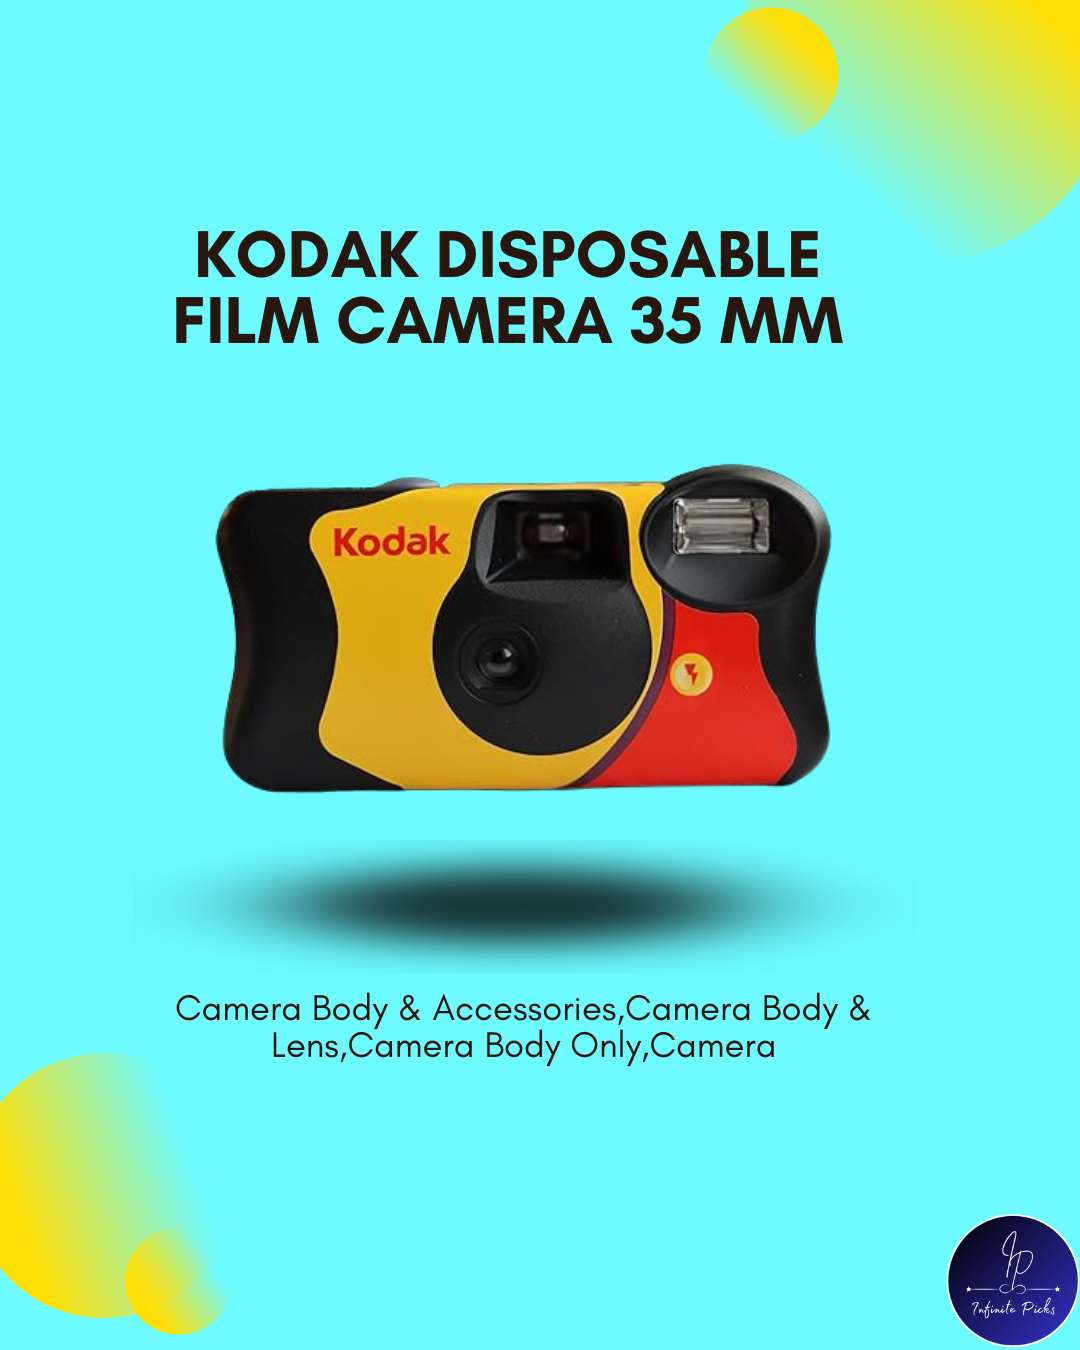 KODAK DISPOSABLE
FILM CAMERA 35 MM
Kodak
Camera Body & Accessories,Camera Body &
Lens,Camera Body Only,Camera
IP
Infinite Picks